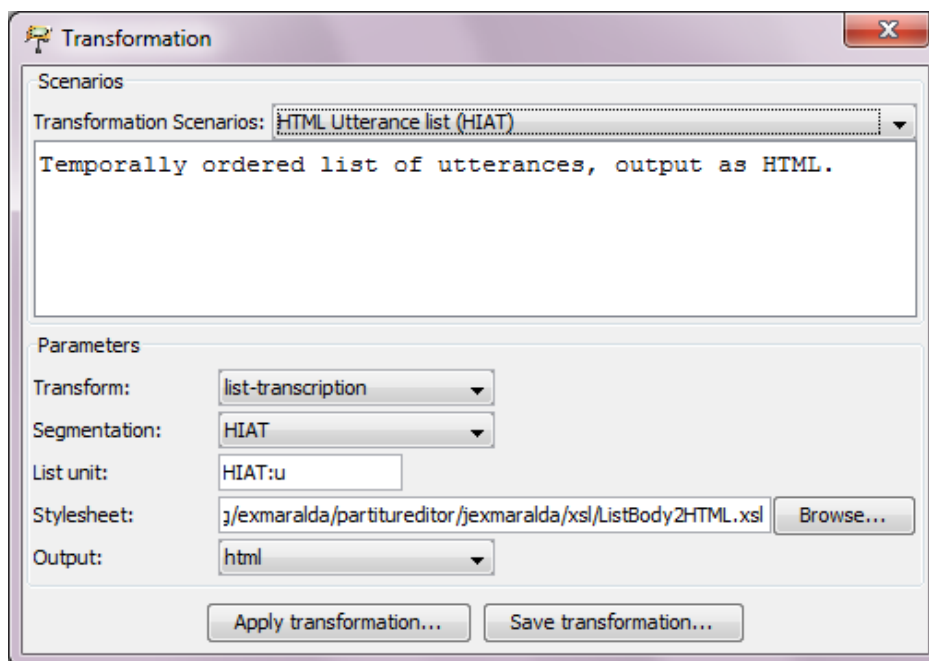 Transformation
Scenarios
Transformation Scenarios: HTML Utterance list (HIAT)
Temporally ordered list of utterances, output as HTML.
Parameters
Transform: list-transcription
Segmentation: HIAT
List unit: HIAT:u
Stylesheet: g/exmaralda/partitureditor/jexmaralda/xsl/ListBody2HTML.xsl Browse...
Output: html
Apply transformation... Save transformation...